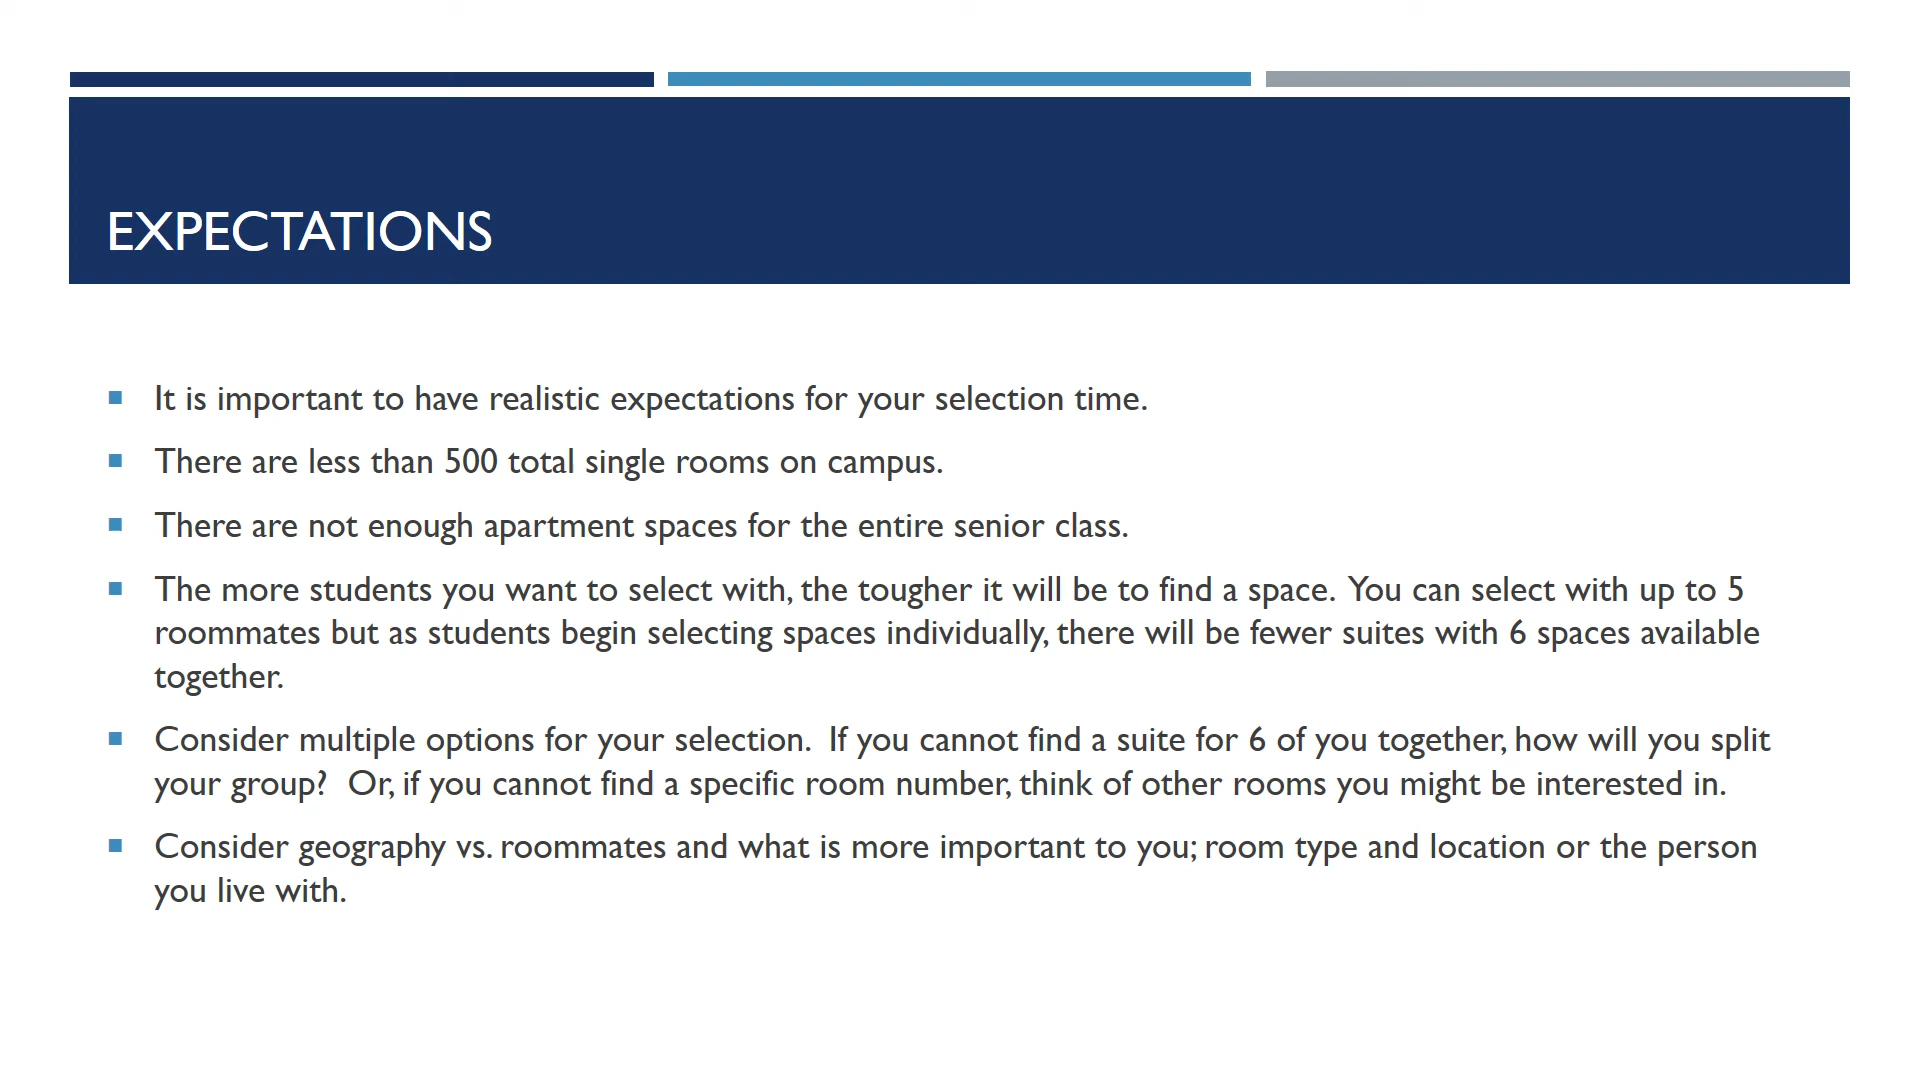 EXPECTATIONS
It is important to have realistic expectations for your selection time.
There are less than 500 total single rooms on campus.
There are not enough apartment spaces for the entire senior class.
The more students you want to select with, the tougher it will be to find a space.  You can select with up to 5
roommates but as students begin selecting spaces individually, there will be fewer suites with 6 spaces available
together.
Consider multiple options for your selection.  If you cannot find a suite for 6 of you together, how will you split
your group?  Or, if you cannot find a specific room number, think of other rooms you might be interested in.
Consider geography vs. roommates and what is more important to you; room type and location or the person
you live with.